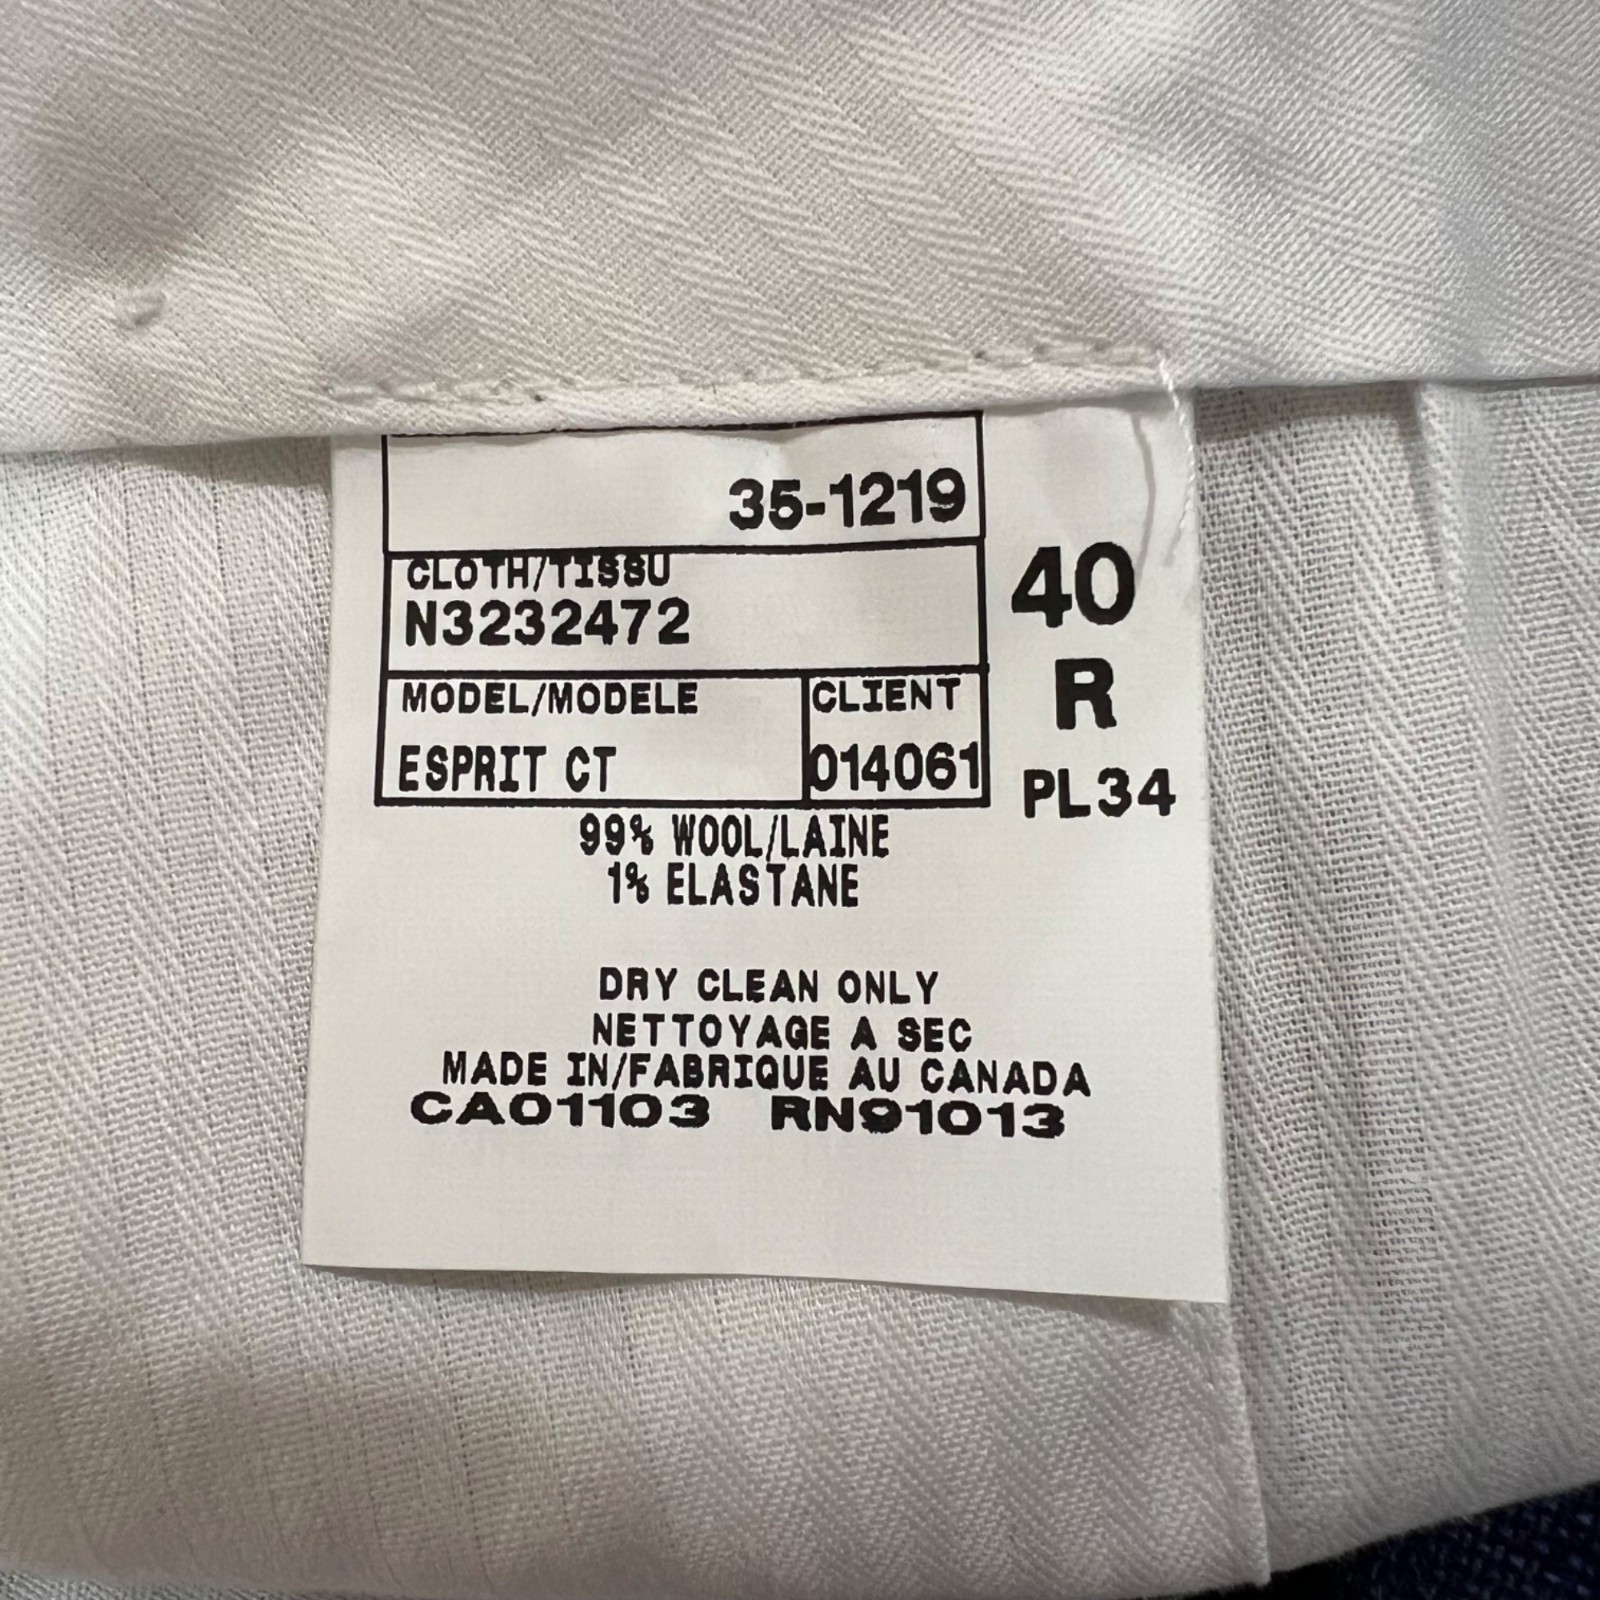 35-1219
CLOTH/TISSU
N3232472
40
R
MODEL/MODELE CLIENT
ESPRIT CT 014061
PL34
99% WOOL/LAINE
1% ELASTANE
DRY CLEAN ONLY
NETTOYAGE A SEC
MADE IN/FABRIQUE AU CANADA
CA01103 RN91013